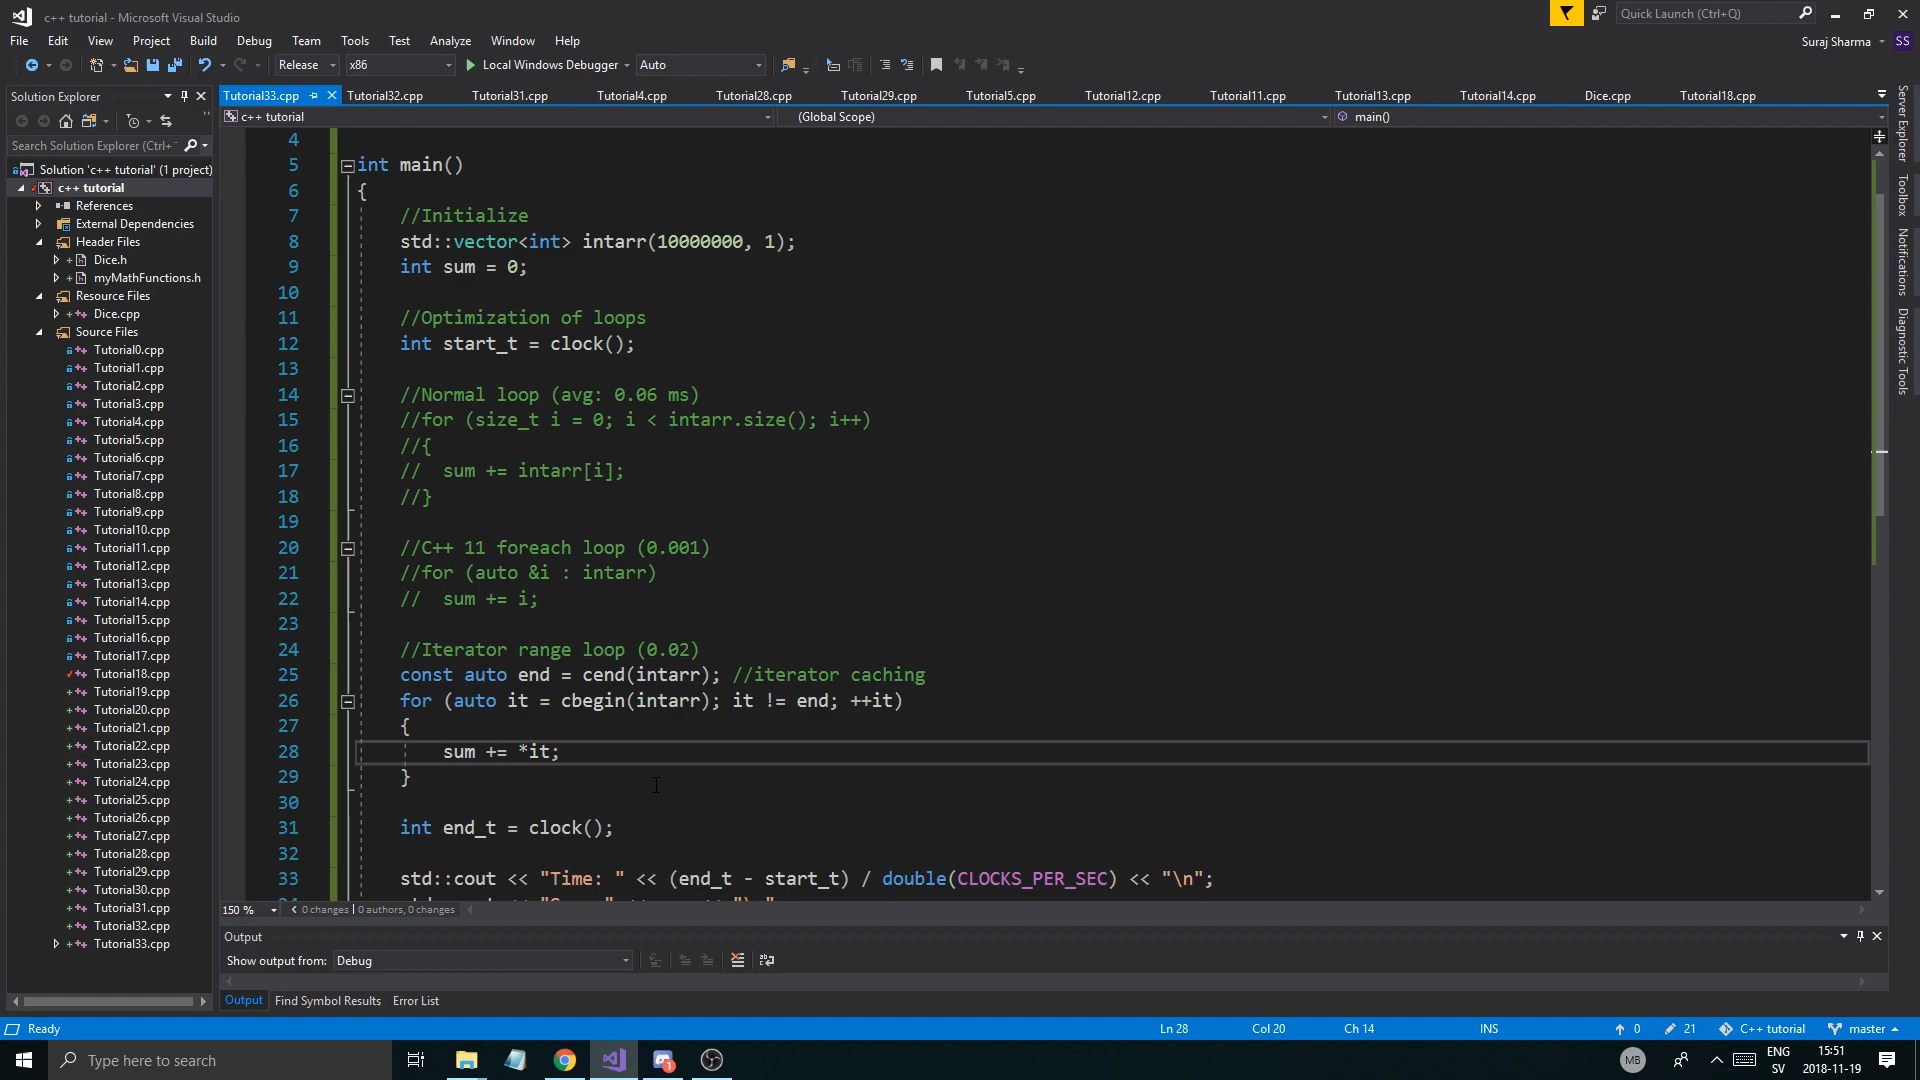 c++ tutorial - Microsoft Visual Studio
Quick Launch (Ctrl+Q)
File Edit View Project Build Debug Team Tools Test Analyze Window Help
Suraj Sharma SS
Release x86 Local Windows Debugger Auto
Solution Explorer
Search Solution Explorer (Ctrl+
Solution 'c++ tutorial' (1 project)
c++ tutorial
References
External Dependencies
Header Files
Dice.h
myMathFunctions.h
Resource Files
Dice.cpp
Source Files
Tutorial0.cpp
Tutorial1.cpp
Tutorial2.cpp
Tutorial3.cpp
Tutorial4.cpp
Tutorial5.cpp
Tutorial6.cpp
Tutorial7.cpp
Tutorial8.cpp
Tutorial9.cpp
Tutorial10.cpp
Tutorial11.cpp
Tutorial12.cpp
Tutorial13.cpp
Tutorial14.cpp
Tutorial15.cpp
Tutorial16.cpp
Tutorial17.cpp
Tutorial18.cpp
Tutorial19.cpp
Tutorial20.cpp
Tutorial21.cpp
Tutorial22.cpp
Tutorial23.cpp
Tutorial24.cpp
Tutorial25.cpp
Tutorial26.cpp
Tutorial27.cpp
Tutorial28.cpp
Tutorial29.cpp
Tutorial30.cpp
Tutorial31.cpp
Tutorial32.cpp
Tutorial33.cpp
Tutorial33.cpp Tutorial32.cpp Tutorial31.cpp Tutorial4.cpp Tutorial28.cpp Tutorial29.cpp Tutorial5.cpp Tutorial12.cpp Tutorial11.cpp Tutorial13.cpp Tutorial14.cpp Dice.cpp Tutorial18.cpp
c++ tutorial (Global Scope) main()
4
5 int main()
6 {
7 //Initialize
8 std::vector<int> intarr(10000000, 1);
9 int sum = 0;
10
11 //Optimization of loops
12 int start_t = clock();
13
14 //Normal loop (avg: 0.06 ms)
15 //for (size_t i = 0; i < intarr.size(); i++)
16 //{
17 // sum += intarr[i];
18 //}
19
20 //C++ 11 foreach loop (0.001)
21 //for (auto &i : intarr)
22 // sum += i;
23
24 //Iterator range loop (0.02)
25 const auto end = cend(intarr); //iterator caching
26 for (auto it = cbegin(intarr); it != end; ++it)
27 {
28 sum += *it;
29 }
30
31 int end_t = clock();
32
33 std::cout << "Time: " << (end_t - start_t) / double(CLOCKS_PER_SEC) << "\n";
150 % 0 changes | 0 authors, 0 changes
Output
Show output from: Debug
Output Find Symbol Results Error List
Server Explorer
Toolbox
Notifications
Diagnostic Tools
Ready Ln 28 Col 20 Ch 14 INS 0 21 C++ tutorial master
Type here to search
1
MB
ENG
SV
15:51
2018-11-19